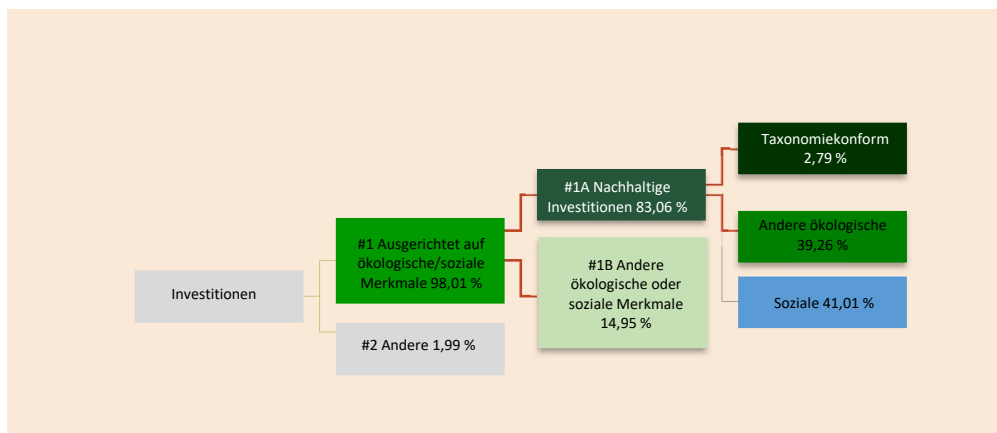 Investitionen
#1 Ausgerichtet auf
ökologische/soziale
Merkmale 98,01 %
#2 Andere 1,99 %
#1A Nachhaltige
Investitionen 83,06 %
#1B Andere
ökologische oder
soziale Merkmale
14,95 %
Taxonomiekonform
2,79 %
Andere ökologische
39,26 %
Soziale 41,01 %